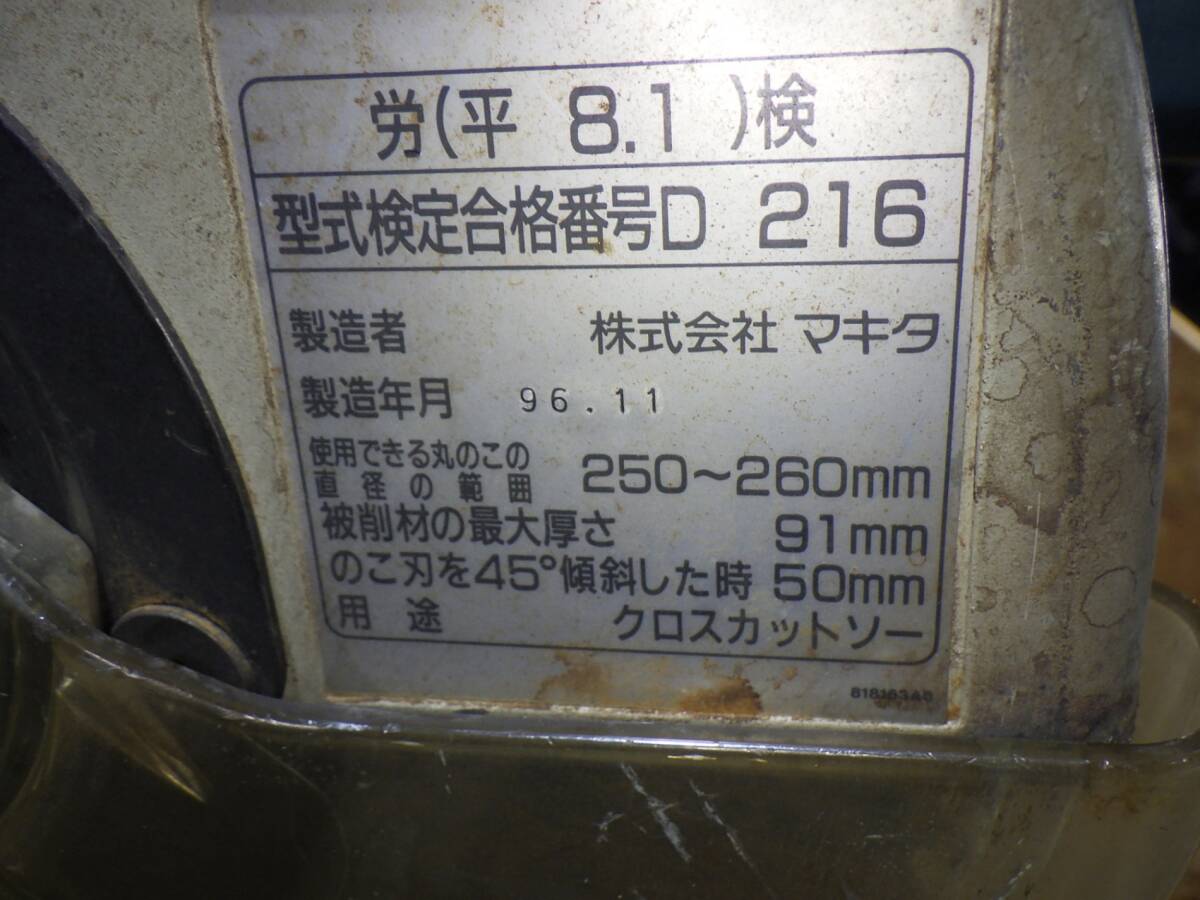 労(平 8.1 )検
型式検定合格番号D 216
製造者 株式会社 マキタ
製造年月 96.11
使用できる丸のこの
直径の範囲 250～260mm
被削材の最大厚さ 91mm
のこ刃を45°傾斜した時 50mm
用途 クロスカットソー